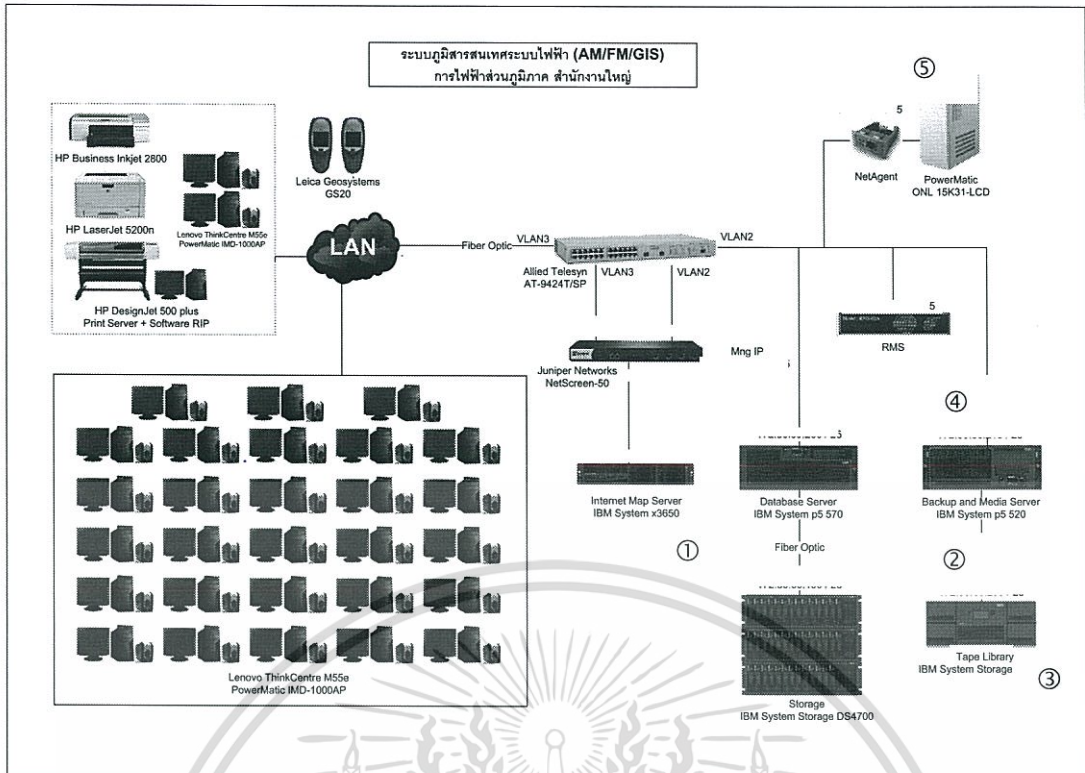 ระบบภูมิสารสนเทศระบบไฟฟ้า (AM/FM/GIS)
การไฟฟ้าส่วนภูมิภาค สำนักงานใหญ่
⑤
5
NetAgent
PowerMatic
ONL 15K31-LCD
HP Business Inkjet 2800
HP LaserJet 5200n
Lenovo ThinkCentre M55e
PowerMatic IMD-1000AP
HP DesignJet 500 plus
Print Server + Software RIP
Leica Geosystems
GS20
LAN
Fiber Optic
VLAN3
VLAN2
Allied Telesyn
AT-9424T/SP
VLAN3
VLAN2
Juniper Networks
NetScreen-50
Mng IP
5
RMS
④
5
Internet Map Server
IBM System x3650
Database Server
IBM System p5 570
Backup and Media Server
IBM System p5 520
①
Fiber Optic
②
Tape Library
IBM System Storage
③
Storage
IBM System Storage DS4700
Lenovo ThinkCentre M55e
PowerMatic IMD-1000AP